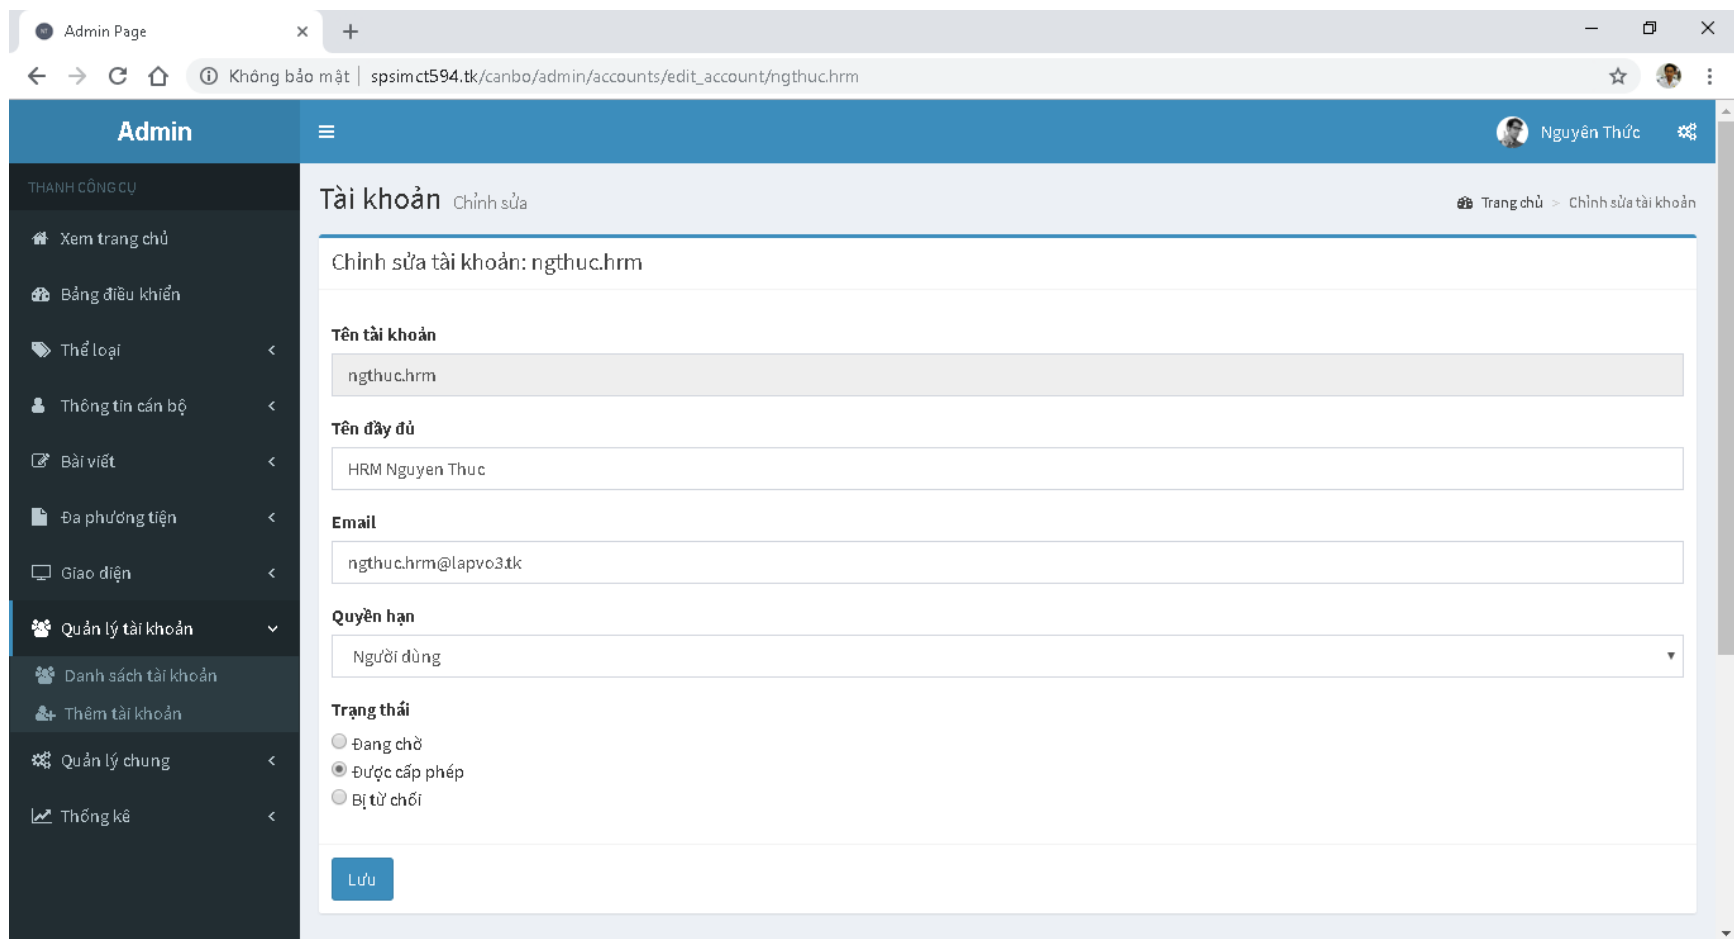 Admin Page
Không bảo mật | spsimct594.tk/canbo/admin/accounts/edit_account/ngthuc.hrm
Admin
Nguyên Thức
THANH CÔNG CỤ
Xem trang chủ
Bảng điều khiển
Thể loại
Thông tin cán bộ
Bài viết
Đa phương tiện
Giao diện
Quản lý tài khoản
Danh sách tài khoản
Thêm tài khoản
Quản lý chung
Thống kê
Tài khoản Chỉnh sửa
Trang chủ > Chỉnh sửa tài khoản
Chỉnh sửa tài khoản: ngthuc.hrm
Tên tài khoản
ngthuc.hrm
Tên đầy đủ
HRM Nguyen Thuc
Email
ngthuc.hrm@lapvo3.tk
Quyền hạn
Người dùng
Trạng thái
Đang chờ
Được cấp phép
Bị từ chối
Lưu